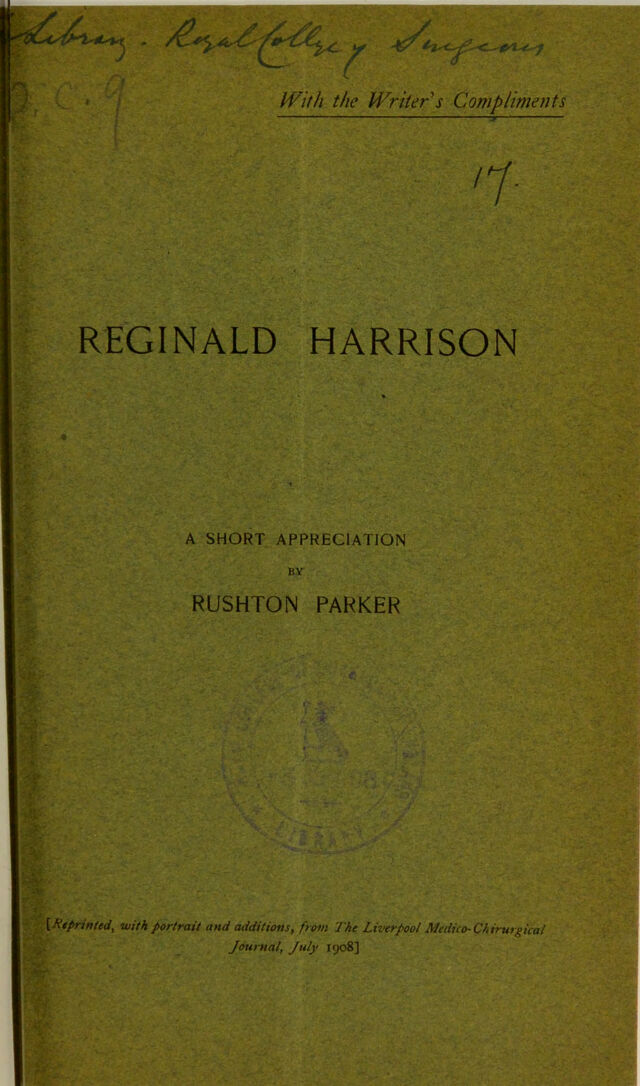 Library. Royal College of Surgeons
With the Writer's Compliments
17.
REGINALD HARRISON
A SHORT APPRECIATION
BY
RUSHTON PARKER
LIBRARY
[Reprinted, with portrait and additions, from The Liverpool Medico-Chirurgical
Journal, July 1908]